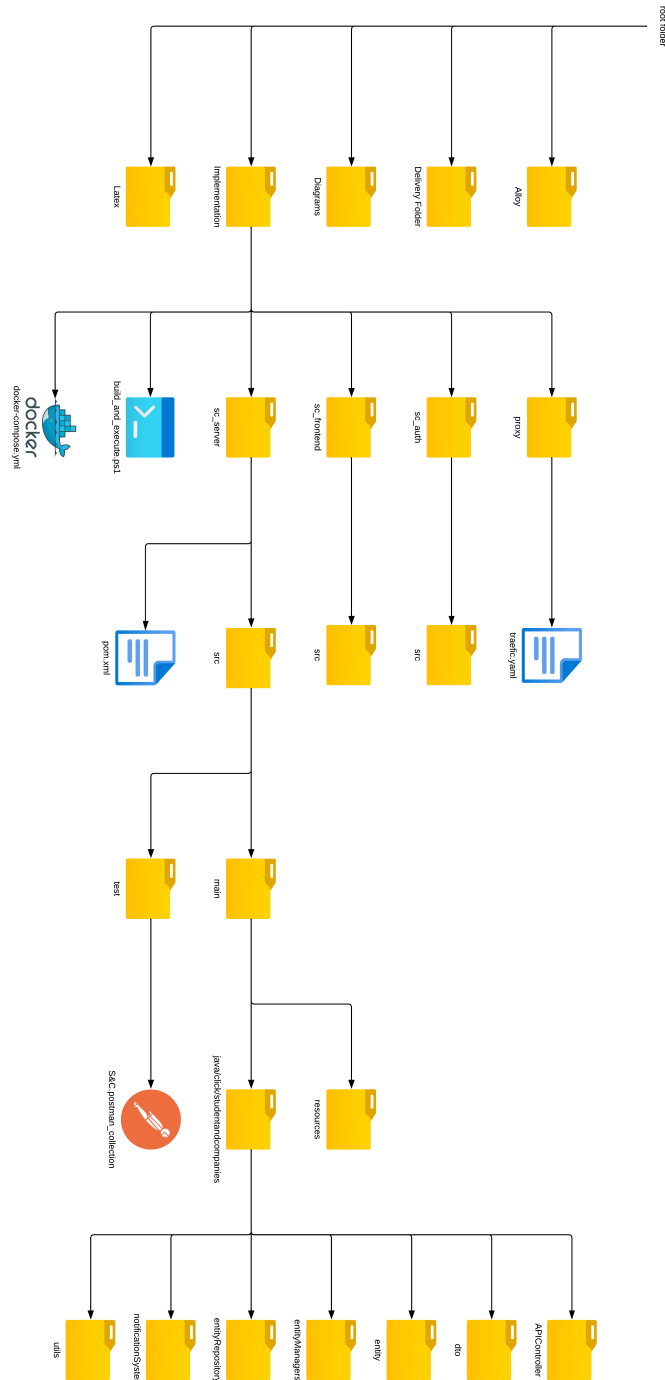 root folder
Alloy
Delivery Folder
Diagrams
Implementation
Latex
proxy
sc_auth
sc_frontend
sc_server
build_and_execute.ps1
docker
docker-compose.yml
traefic.yaml
src
src
src
pom.xml
main
test
resources
java/click/studentandcompanies
S&C.postman_collection
APIController
dto
entity
entityManagers
entityRepository
notificationSyste
utils